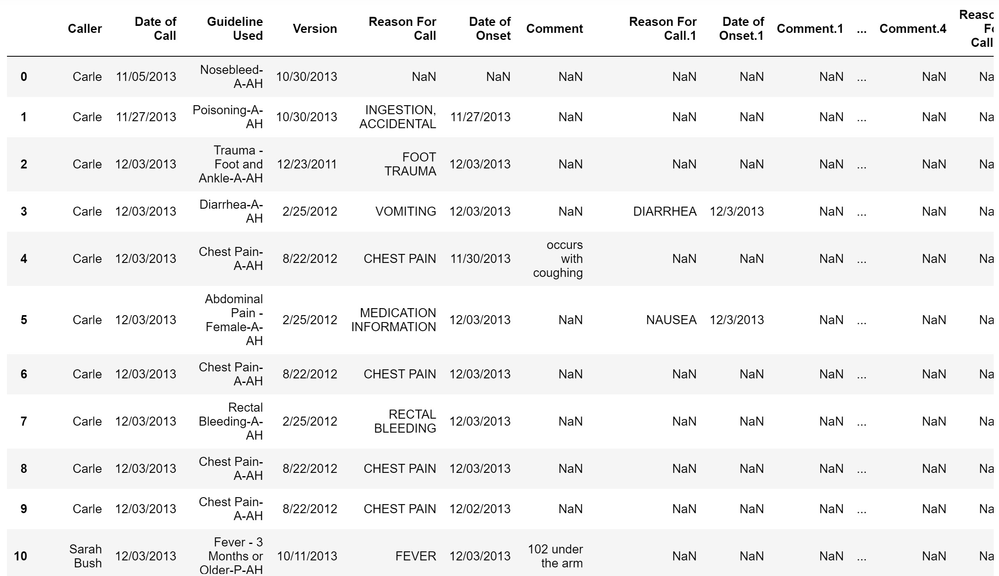 Caller Date of Call Guideline Used Version Reason For Call Date of Onset Comment Reason For Call.1 Date of Onset.1 Comment.1 ... Comment.4 Call
0 Carle 11/05/2013 Nosebleed-A-AH 10/30/2013 NaN NaN NaN NaN NaN NaN ... NaN
1 Carle 11/27/2013 Poisoning-A-AH 10/30/2013 INGESTION, ACCIDENTAL 11/27/2013 NaN NaN NaN NaN ... NaN
2 Carle 12/03/2013 Trauma - Foot and Ankle-A-AH 12/23/2011 FOOT TRAUMA 12/03/2013 NaN NaN NaN NaN ... NaN
3 Carle 12/03/2013 Diarrhea-A-AH 2/25/2012 VOMITING 12/03/2013 NaN DIARRHEA 12/3/2013 NaN ... NaN
4 Carle 12/03/2013 Chest Pain-A-AH 8/22/2012 CHEST PAIN 11/30/2013 occurs with coughing NaN NaN NaN ... NaN
5 Carle 12/03/2013 Abdominal Pain - Female-A-AH 2/25/2012 MEDICATION INFORMATION 12/03/2013 NaN NAUSEA 12/3/2013 NaN ... NaN
6 Carle 12/03/2013 Chest Pain-A-AH 8/22/2012 CHEST PAIN 12/03/2013 NaN NaN NaN NaN ... NaN
7 Carle 12/03/2013 Rectal Bleeding-A-AH 2/25/2012 RECTAL BLEEDING 12/03/2013 NaN NaN NaN NaN ... NaN
8 Carle 12/03/2013 Chest Pain-A-AH 8/22/2012 CHEST PAIN 12/03/2013 NaN NaN NaN NaN ... NaN
9 Carle 12/03/2013 Chest Pain-A-AH 8/22/2012 CHEST PAIN 12/02/2013 NaN NaN NaN NaN ... NaN
10 Sarah Bush 12/03/2013 Fever - 3 Months or Older-P-AH 10/11/2013 FEVER 12/03/2013 102 under the arm NaN NaN NaN ... NaN